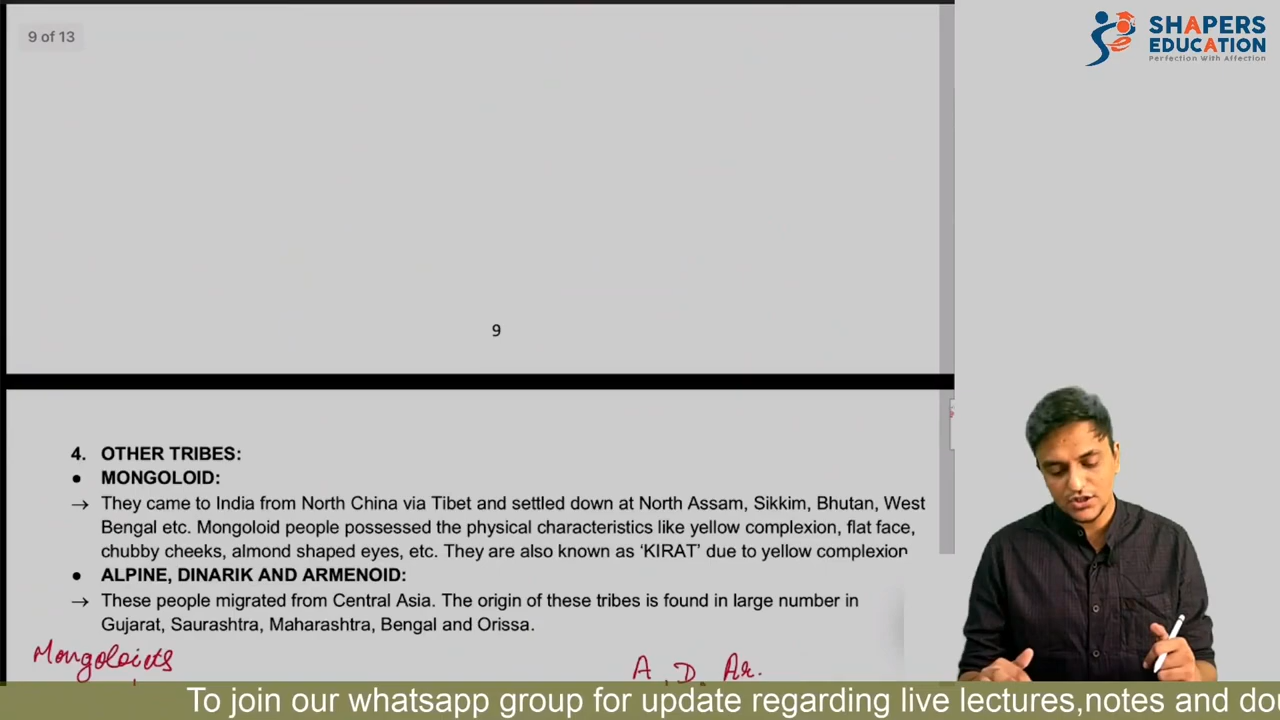 9 of 13
SHAPERS
EDUCATION
Perfection With Affection
9
4. OTHER TRIBES:
● MONGOLOID:
→ They came to India from North China via Tibet and settled down at North Assam, Sikkim, Bhutan, West
Bengal etc. Mongoloid people possessed the physical characteristics like yellow complexion, flat face,
chubby cheeks, almond shaped eyes, etc. They are also known as ‘KIRAT’ due to yellow complexion
● ALPINE, DINARIK AND ARMENOID:
→ These people migrated from Central Asia. The origin of these tribes is found in large number in
Gujarat, Saurashtra, Maharashtra, Bengal and Orissa.
Mongoloids
A, D, Ar.
To join our whatsapp group for update regarding live lectures,notes and do